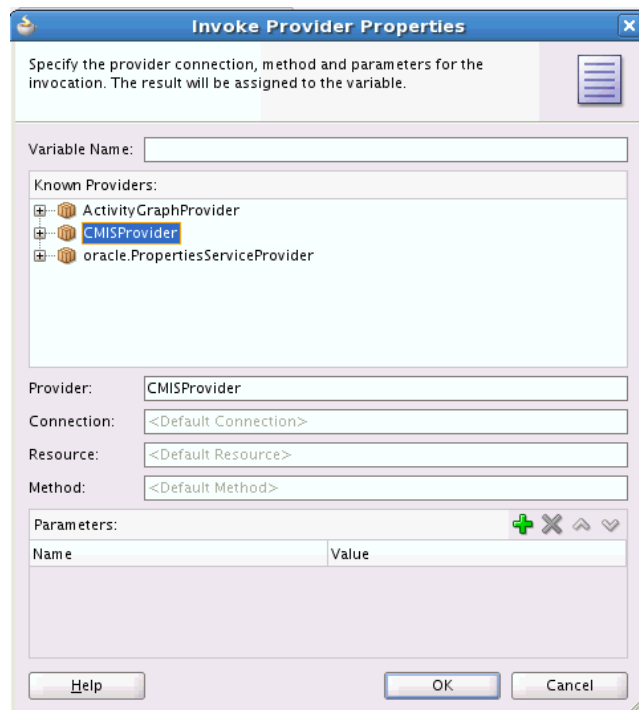 Invoke Provider Properties
Specify the provider connection, method and parameters for the
invocation. The result will be assigned to the variable.
Variable Name:
Known Providers:
ActivityGraphProvider
CMISProvider
oracle.PropertiesServiceProvider
Provider: CMISProvider
Connection: <Default Connection>
Resource: <Default Resource>
Method: <Default Method>
Parameters:
Name Value
Help OK Cancel